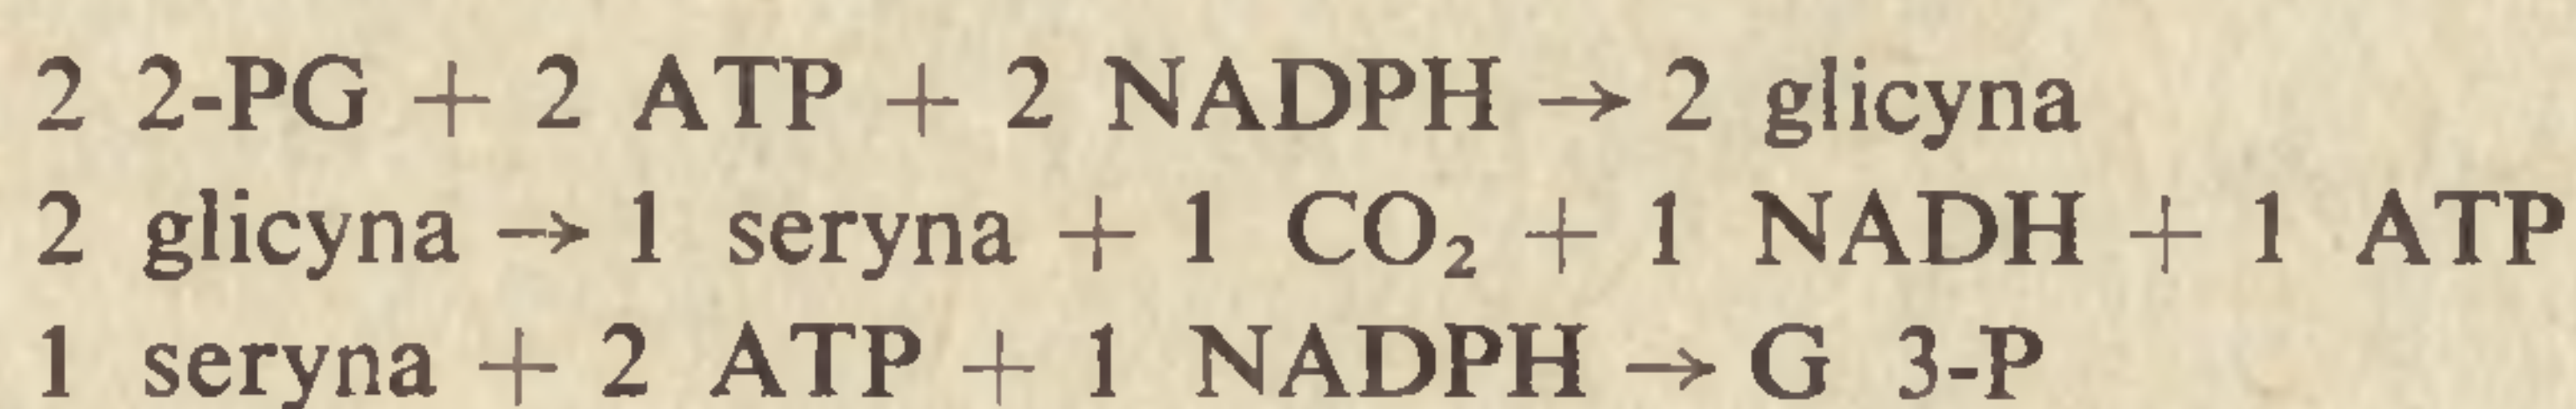 2 2-PG + 2 ATP + 2 NADPH → 2 glicyna
2 glicyna → 1 seryna + 1 CO₂ + 1 NADH + 1 ATP
1 seryna + 2 ATP + 1 NADPH → G 3-P